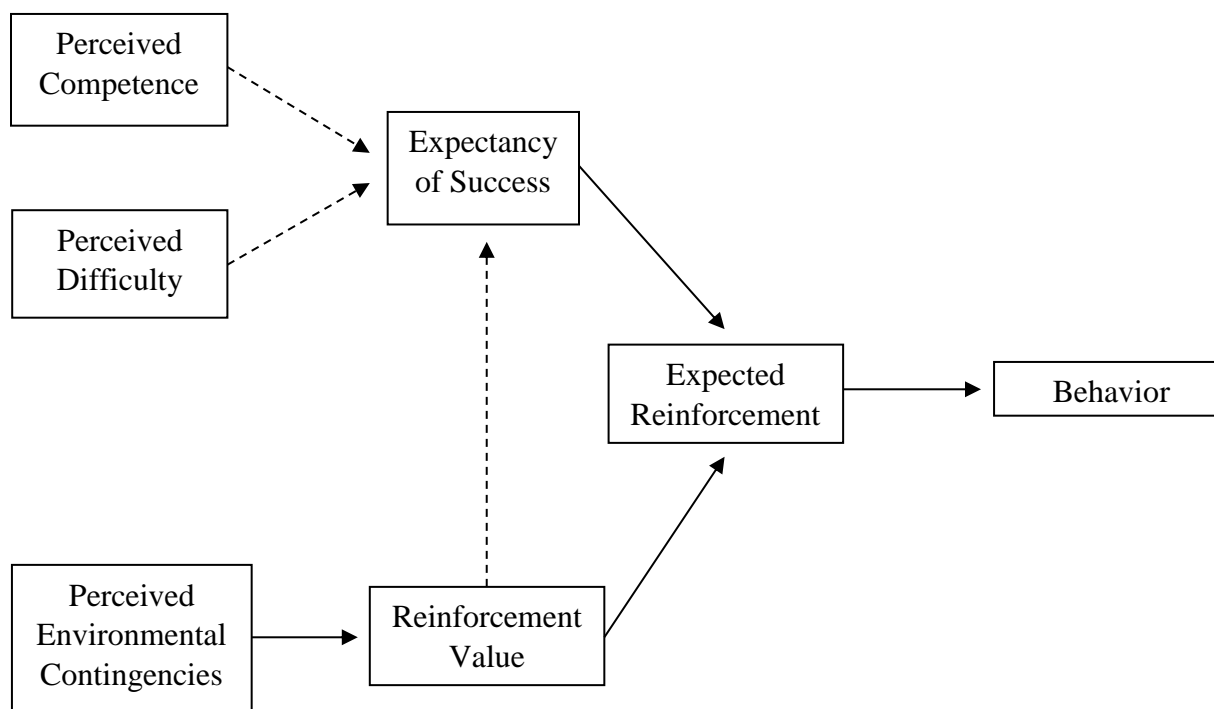 Perceived
Competence
Expectancy
of Success
Perceived
Difficulty
Expected
Reinforcement
Behavior
Perceived
Environmental
Contingencies
Reinforcement
Value